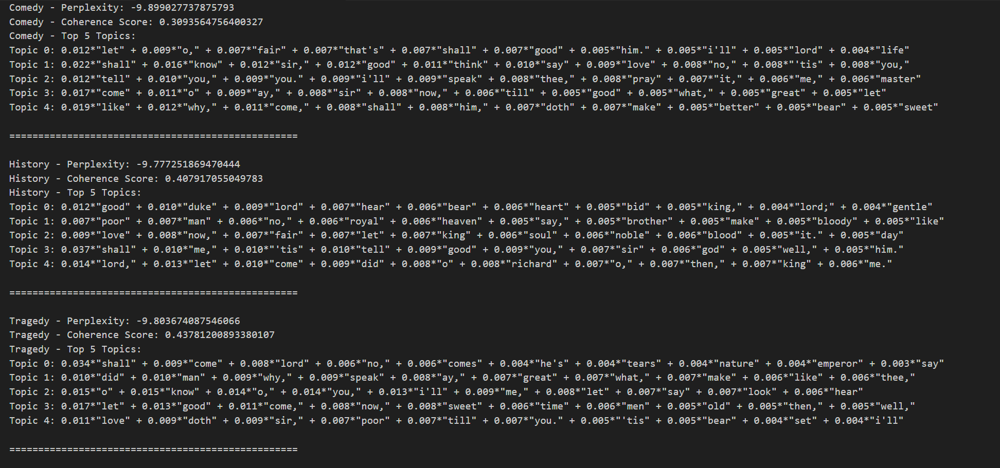 Comedy - Perplexity: -9.899027737875793
Comedy - Coherence Score: 0.3093564756400327
Comedy - Top 5 Topics:
Topic 0: 0.012*"let" + 0.009*"o," + 0.007*"fair" + 0.007*"that's" + 0.007*"shall" + 0.007*"good" + 0.005*"him." + 0.005*"i'll" + 0.005*"lord" + 0.004*"life"
Topic 1: 0.022*"shall" + 0.016*"know" + 0.012*"sir," + 0.012*"good" + 0.011*"think" + 0.010*"say" + 0.009*"love" + 0.008*"no," + 0.008*"'tis" + 0.008*"you,"
Topic 2: 0.012*"tell" + 0.010*"you," + 0.009*"you." + 0.009*"i'll" + 0.009*"speak" + 0.008*"thee," + 0.008*"pray" + 0.007*"it," + 0.006*"me," + 0.006*"master"
Topic 3: 0.017*"come" + 0.011*"o" + 0.009*"ay," + 0.008*"sir" + 0.008*"now," + 0.006*"till" + 0.005*"good" + 0.005*"what," + 0.005*"great" + 0.005*"let"
Topic 4: 0.019*"like" + 0.012*"why," + 0.011*"come," + 0.008*"shall" + 0.008*"him," + 0.007*"doth" + 0.007*"make" + 0.005*"better" + 0.005*"bear" + 0.005*"sweet"
==================================================
History - Perplexity: -9.777251869470444
History - Coherence Score: 0.407917055049783
History - Top 5 Topics:
Topic 0: 0.012*"good" + 0.010*"duke" + 0.009*"lord" + 0.007*"hear" + 0.006*"bear" + 0.006*"heart" + 0.005*"bid" + 0.005*"king," + 0.004*"lord;" + 0.004*"gentle"
Topic 1: 0.007*"poor" + 0.007*"man" + 0.006*"no," + 0.006*"royal" + 0.006*"heaven" + 0.005*"say," + 0.005*"brother" + 0.005*"make" + 0.005*"bloody" + 0.005*"like"
Topic 2: 0.009*"love" + 0.008*"now," + 0.007*"fair" + 0.007*"let" + 0.007*"king" + 0.006*"soul" + 0.006*"noble" + 0.006*"blood" + 0.005*"it." + 0.005*"day"
Topic 3: 0.037*"shall" + 0.010*"me," + 0.010*"'tis" + 0.010*"tell" + 0.009*"good" + 0.009*"you," + 0.007*"sir" + 0.006*"god" + 0.005*"well," + 0.005*"him."
Topic 4: 0.014*"lord," + 0.013*"let" + 0.010*"come" + 0.009*"did" + 0.008*"o" + 0.008*"richard" + 0.007*"o," + 0.007*"then," + 0.007*"king" + 0.006*"me."
==================================================
Tragedy - Perplexity: -9.803674087546066
Tragedy - Coherence Score: 0.43781200893380107
Tragedy - Top 5 Topics:
Topic 0: 0.034*"shall" + 0.009*"come" + 0.008*"lord" + 0.006*"no," + 0.006*"comes" + 0.004*"he's" + 0.004*"tears" + 0.004*"nature" + 0.004*"emperor" + 0.003*"say"
Topic 1: 0.010*"did" + 0.010*"man" + 0.009*"why," + 0.009*"speak" + 0.008*"ay," + 0.007*"great" + 0.007*"what," + 0.007*"make" + 0.006*"like" + 0.006*"thee,"
Topic 2: 0.015*"o" + 0.015*"know" + 0.014*"o," + 0.014*"you," + 0.013*"i'll" + 0.009*"me," + 0.008*"let" + 0.007*"say" + 0.007*"look" + 0.006*"hear"
Topic 3: 0.017*"let" + 0.013*"good" + 0.011*"come," + 0.008*"now," + 0.008*"sweet" + 0.006*"time" + 0.006*"men" + 0.005*"old" + 0.005*"then," + 0.005*"well,"
Topic 4: 0.011*"love" + 0.009*"doth" + 0.009*"sir," + 0.007*"poor" + 0.007*"till" + 0.007*"you." + 0.005*"'tis" + 0.005*"bear" + 0.004*"set" + 0.004*"i'll"
==================================================